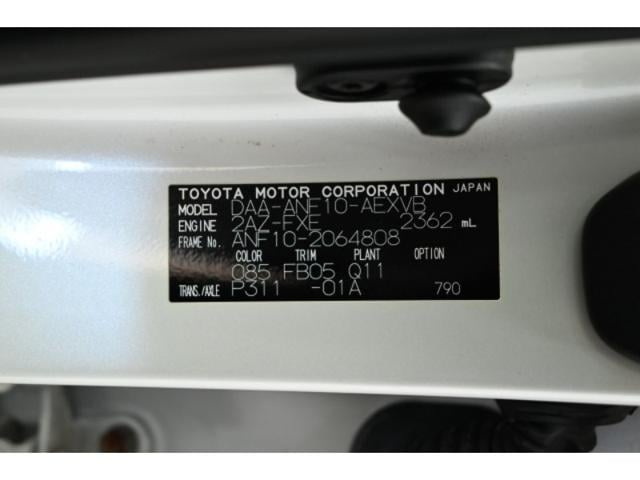 TOYOTA MOTOR CORPORATION JAPAN
MODEL DAA-ANF10-AEXVB
ENGINE 2AZ-FXE 2362 mL
FRAME No. ANF10-2064808
COLOR TRIM PLANT OPTION
085 FB05 Q11
TRANS./AXLE P311 -01A 790